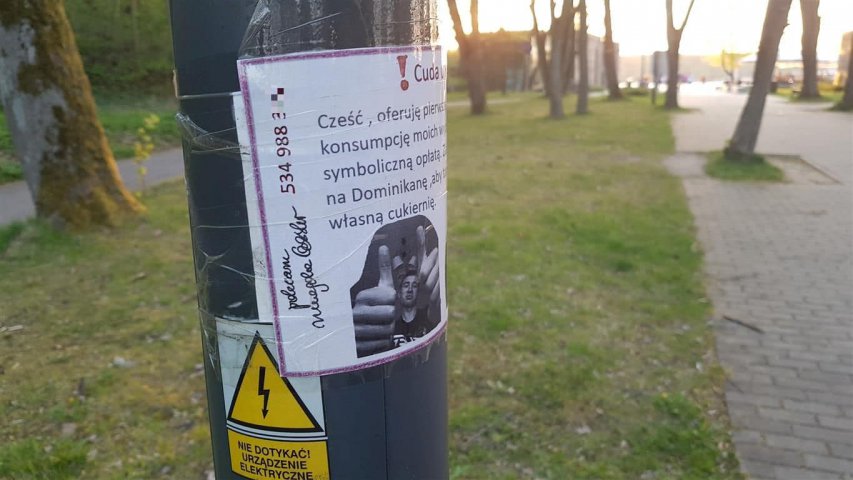 ! Cuda
Cześć , oferuję
konsumpcję moich
symboliczną opłatą.
na Dominikanę ,aby
własną cukiernię.
534 988
polecam
NIE DOTYKAĆ!
URZĄDZENIE
ELEKTRYCZNE